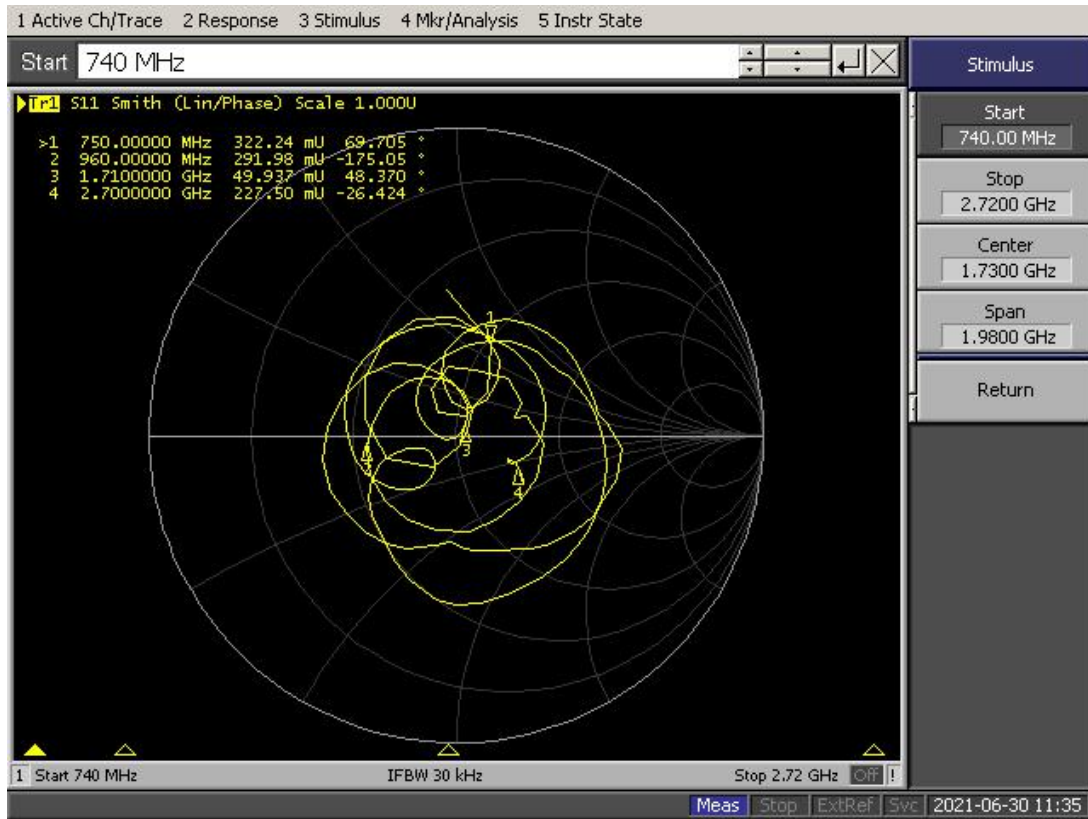 1 Active Ch/Trace 2 Response 3 Stimulus 4 Mkr/Analysis 5 Instr State
Start 740 MHz
Stimulus
Tr1 S11 Smith (Lin/Phase) Scale 1.000U
>1 750.00000 MHz 322.24 mU 69.705 °
2 960.00000 MHz 291.98 mU -175.05 °
3 1.7100000 GHz 49.937 mU 48.370 °
4 2.7000000 GHz 227.50 mU -26.424 °
Start
740.00 MHz
Stop
2.7200 GHz
Center
1.7300 GHz
Span
1.9800 GHz
Return
1
3
4
1 Start 740 MHz IFBW 30 kHz Stop 2.72 GHz Off !
Meas Stop ExtRef Svc 2021-06-30 11:35